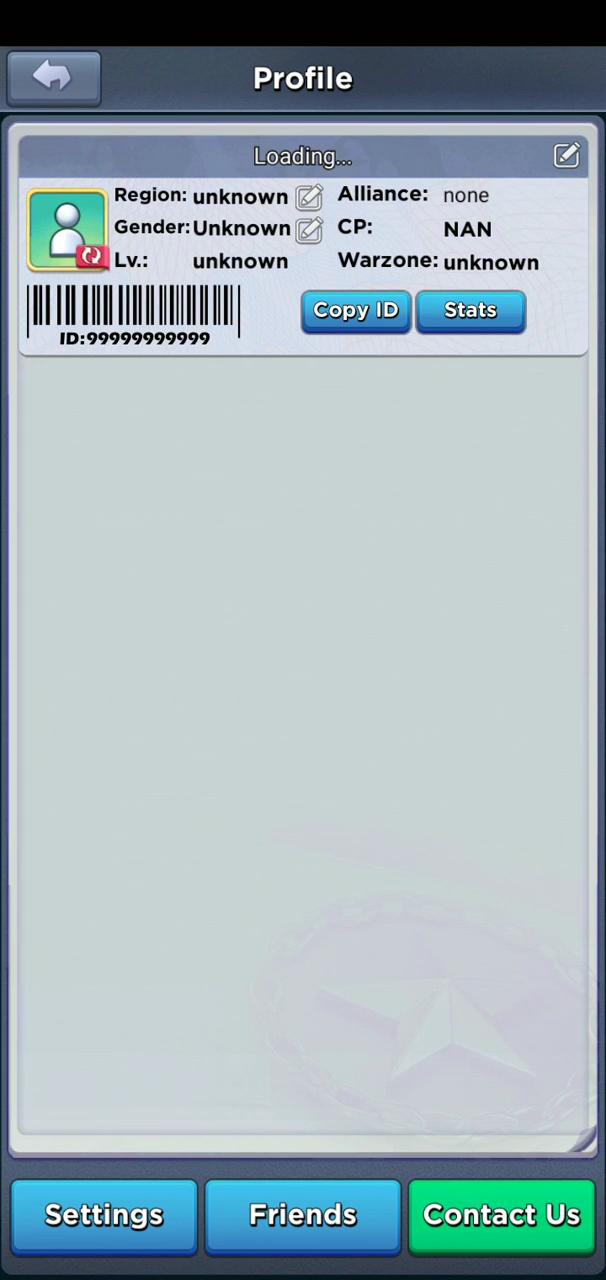 Profile
Loading...
Region: unknown Alliance: none
Gender: Unknown CP: NAN
Lv.: unknown Warzone: unknown
Copy ID Stats
ID:99999999999
Settings Friends Contact Us